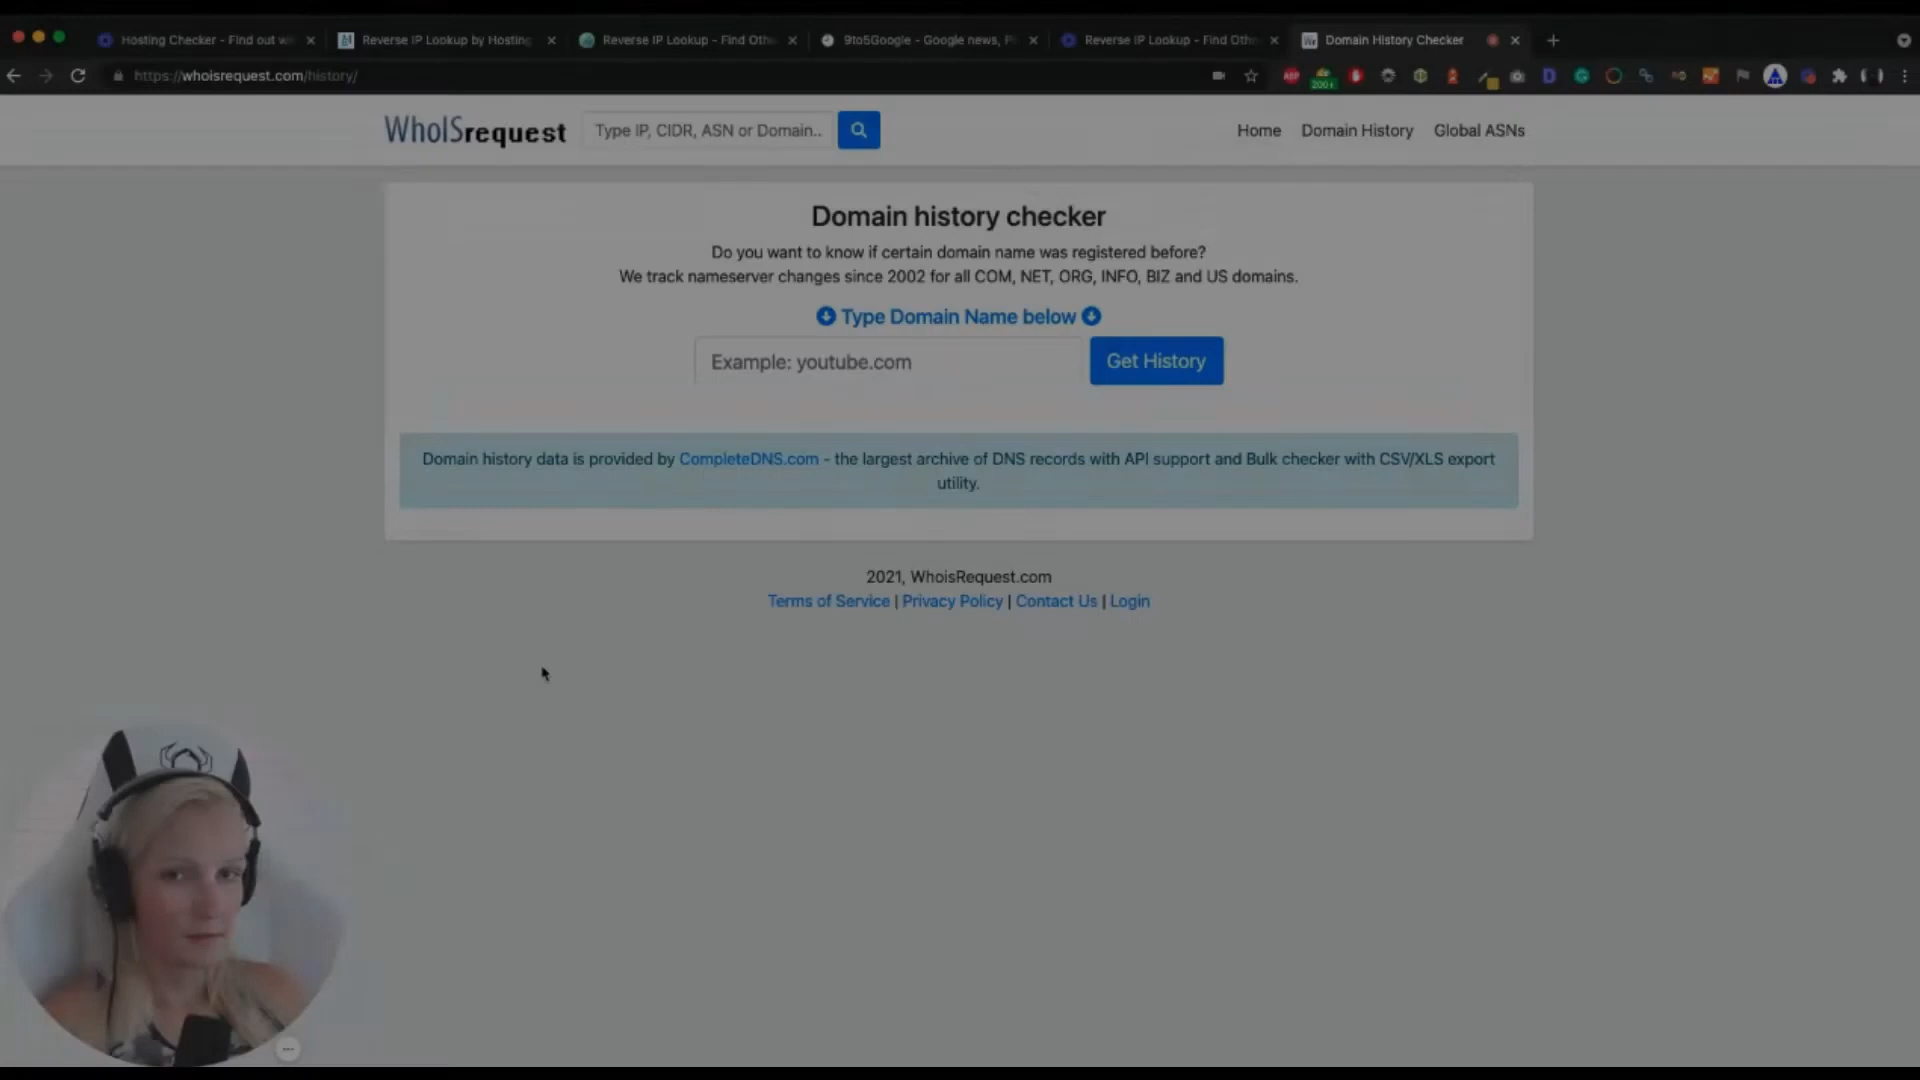 Hosting Checker - Find out w
Reverse IP Lookup by Hosting
Reverse IP Lookup - Find Oth
9to5Google - Google news, P
Reverse IP Lookup - Find Oth
Domain History Checker
https://whoisrequest.com/history/
ABP
200+
WhoISrequest
Type IP, CIDR, ASN or Domain..
Home
Domain History
Global ASNs
Domain history checker
Do you want to know if certain domain name was registered before?
We track nameserver changes since 2002 for all COM, NET, ORG, INFO, BIZ and US domains.
Type Domain Name below
Example: youtube.com
Get History
Domain history data is provided by CompleteDNS.com - the largest archive of DNS records with API support and Bulk checker with CSV/XLS export
utility.
2021, WhoisRequest.com
Terms of Service | Privacy Policy | Contact Us | Login